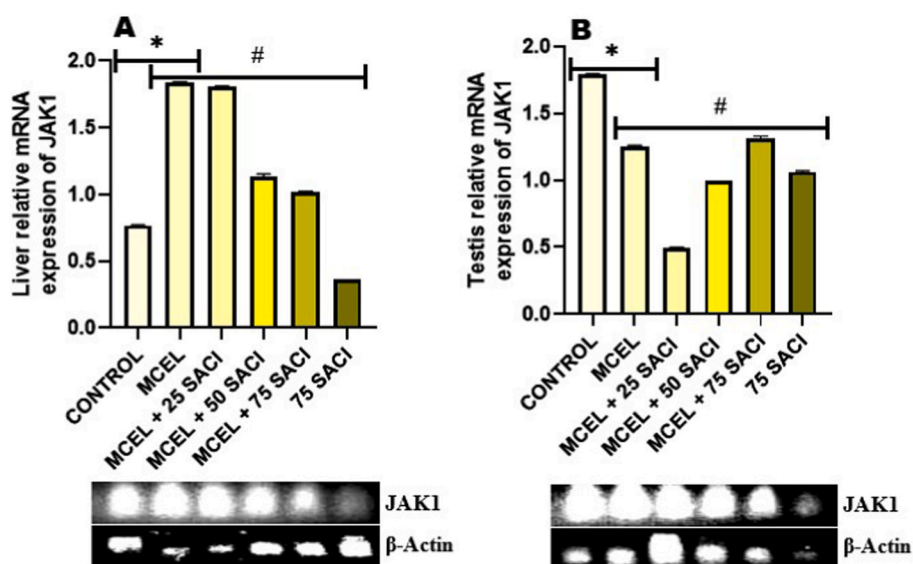 A
*
#
Liver relative mRNA
expression of JAK1
2.0
1.5
1.0
0.5
0.0
CONTROL
MCEL
MCEL + 25 SACI
MCEL + 50 SACI
MCEL + 75 SACI
75 SACI
JAK1
β-Actin
B
*
#
Testis relative mRNA
expression of JAK1
2.0
1.5
1.0
0.5
0.0
CONTROL
MCEL
MCEL + 25 SACI
MCEL + 50 SACI
MCEL + 75 SACI
75 SACI
JAK1
β-Actin